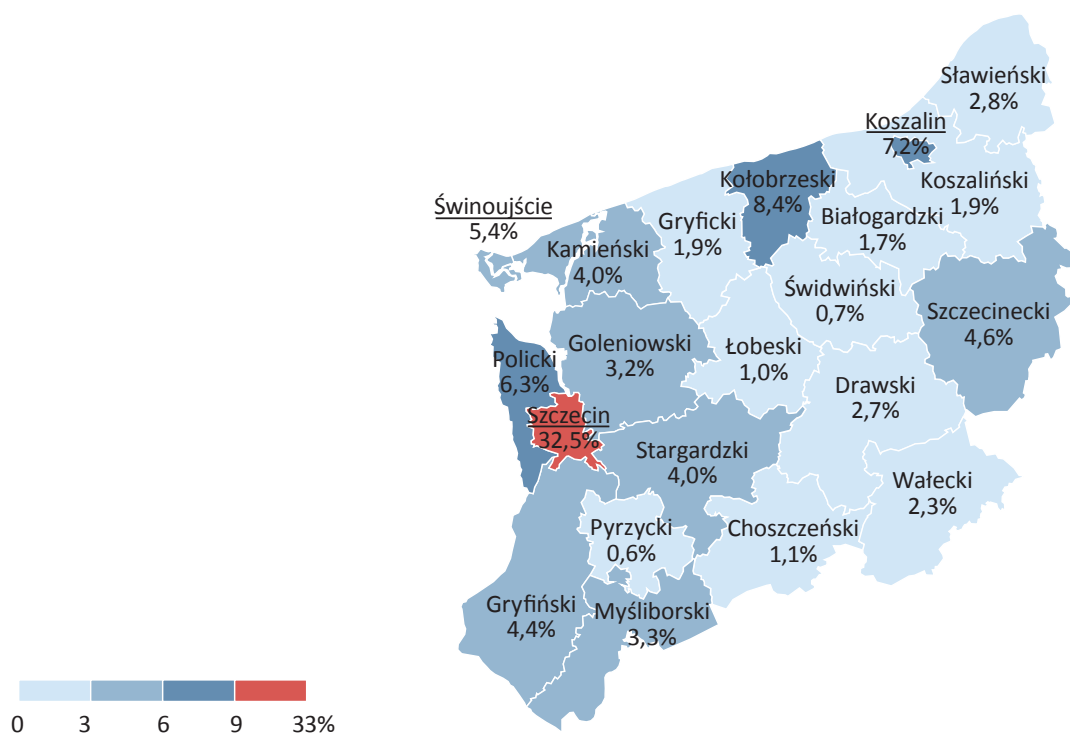 Sławieński
2,8%
Koszalin
7,2%
Kołobrzeski
8,4%
Koszaliński
1,9%
Świnoujście
5,4%
Gryficki
1,9%
Białogardzki
1,7%
Kamieński
4,0%
Świdwiński
0,7%
Szczecinecki
4,6%
Goleniowski
3,2%
Łobeski
1,0%
Policki
6,3%
Drawski
2,7%
Szczecin
32,5%
Stargardzki
4,0%
Wałecki
2,3%
Pyrzycki
0,6%
Choszczeński
1,1%
Gryfiński
4,4%
Myśliborski
3,3%
0 3 6 9 33%